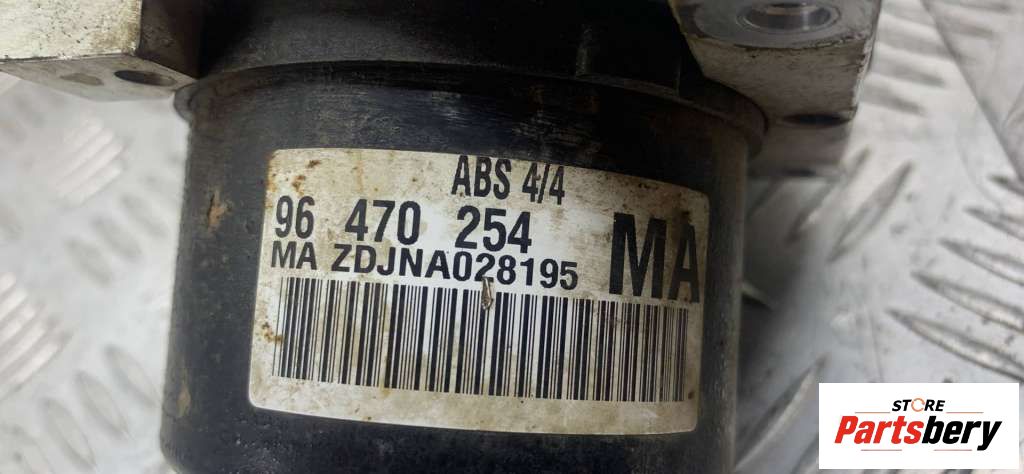 ABS 4/4
96 470 254 MA
MA ZDJNA028195
STORE
Partsbery